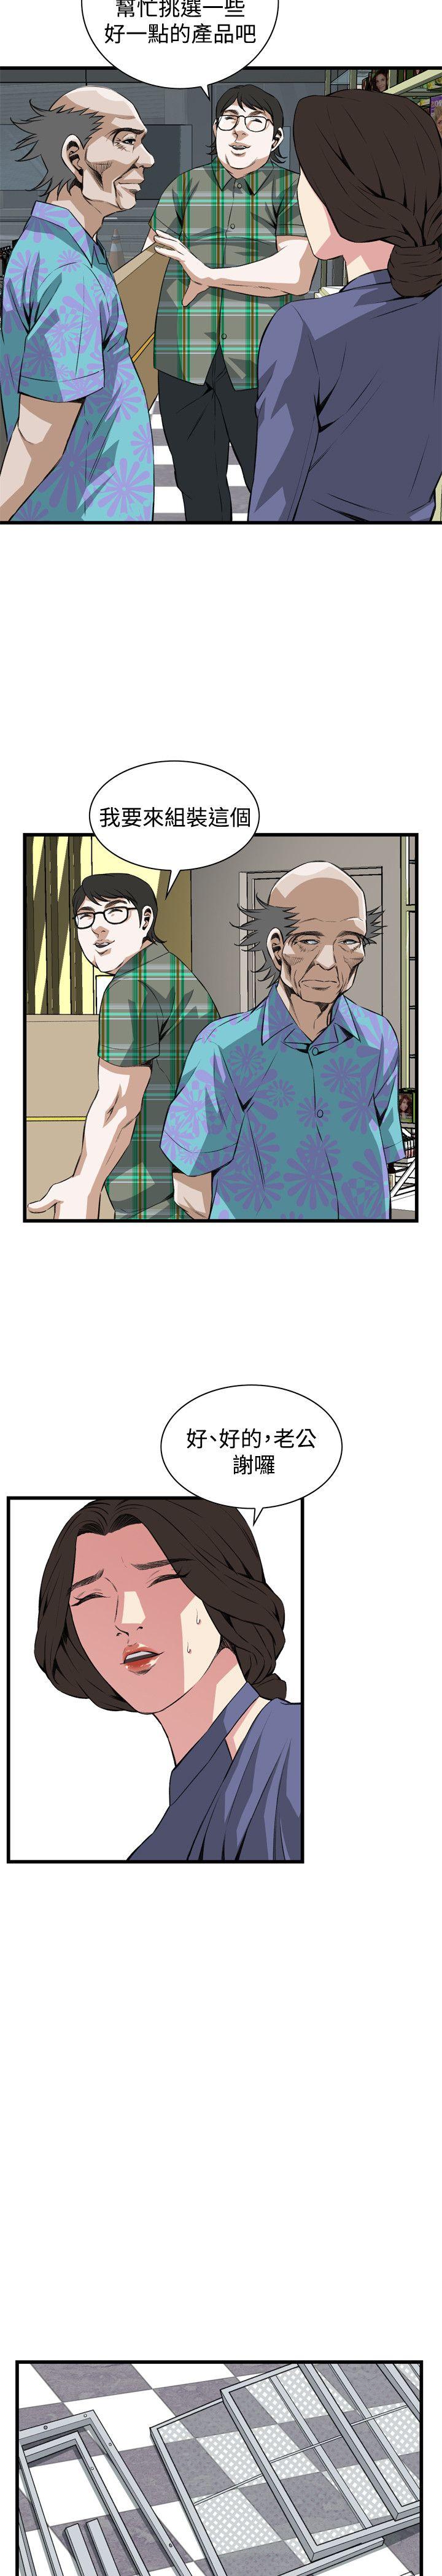 幫忙挑選一些
好一點的產品吧
我要來組裝這個
好、好的，老公
謝囉